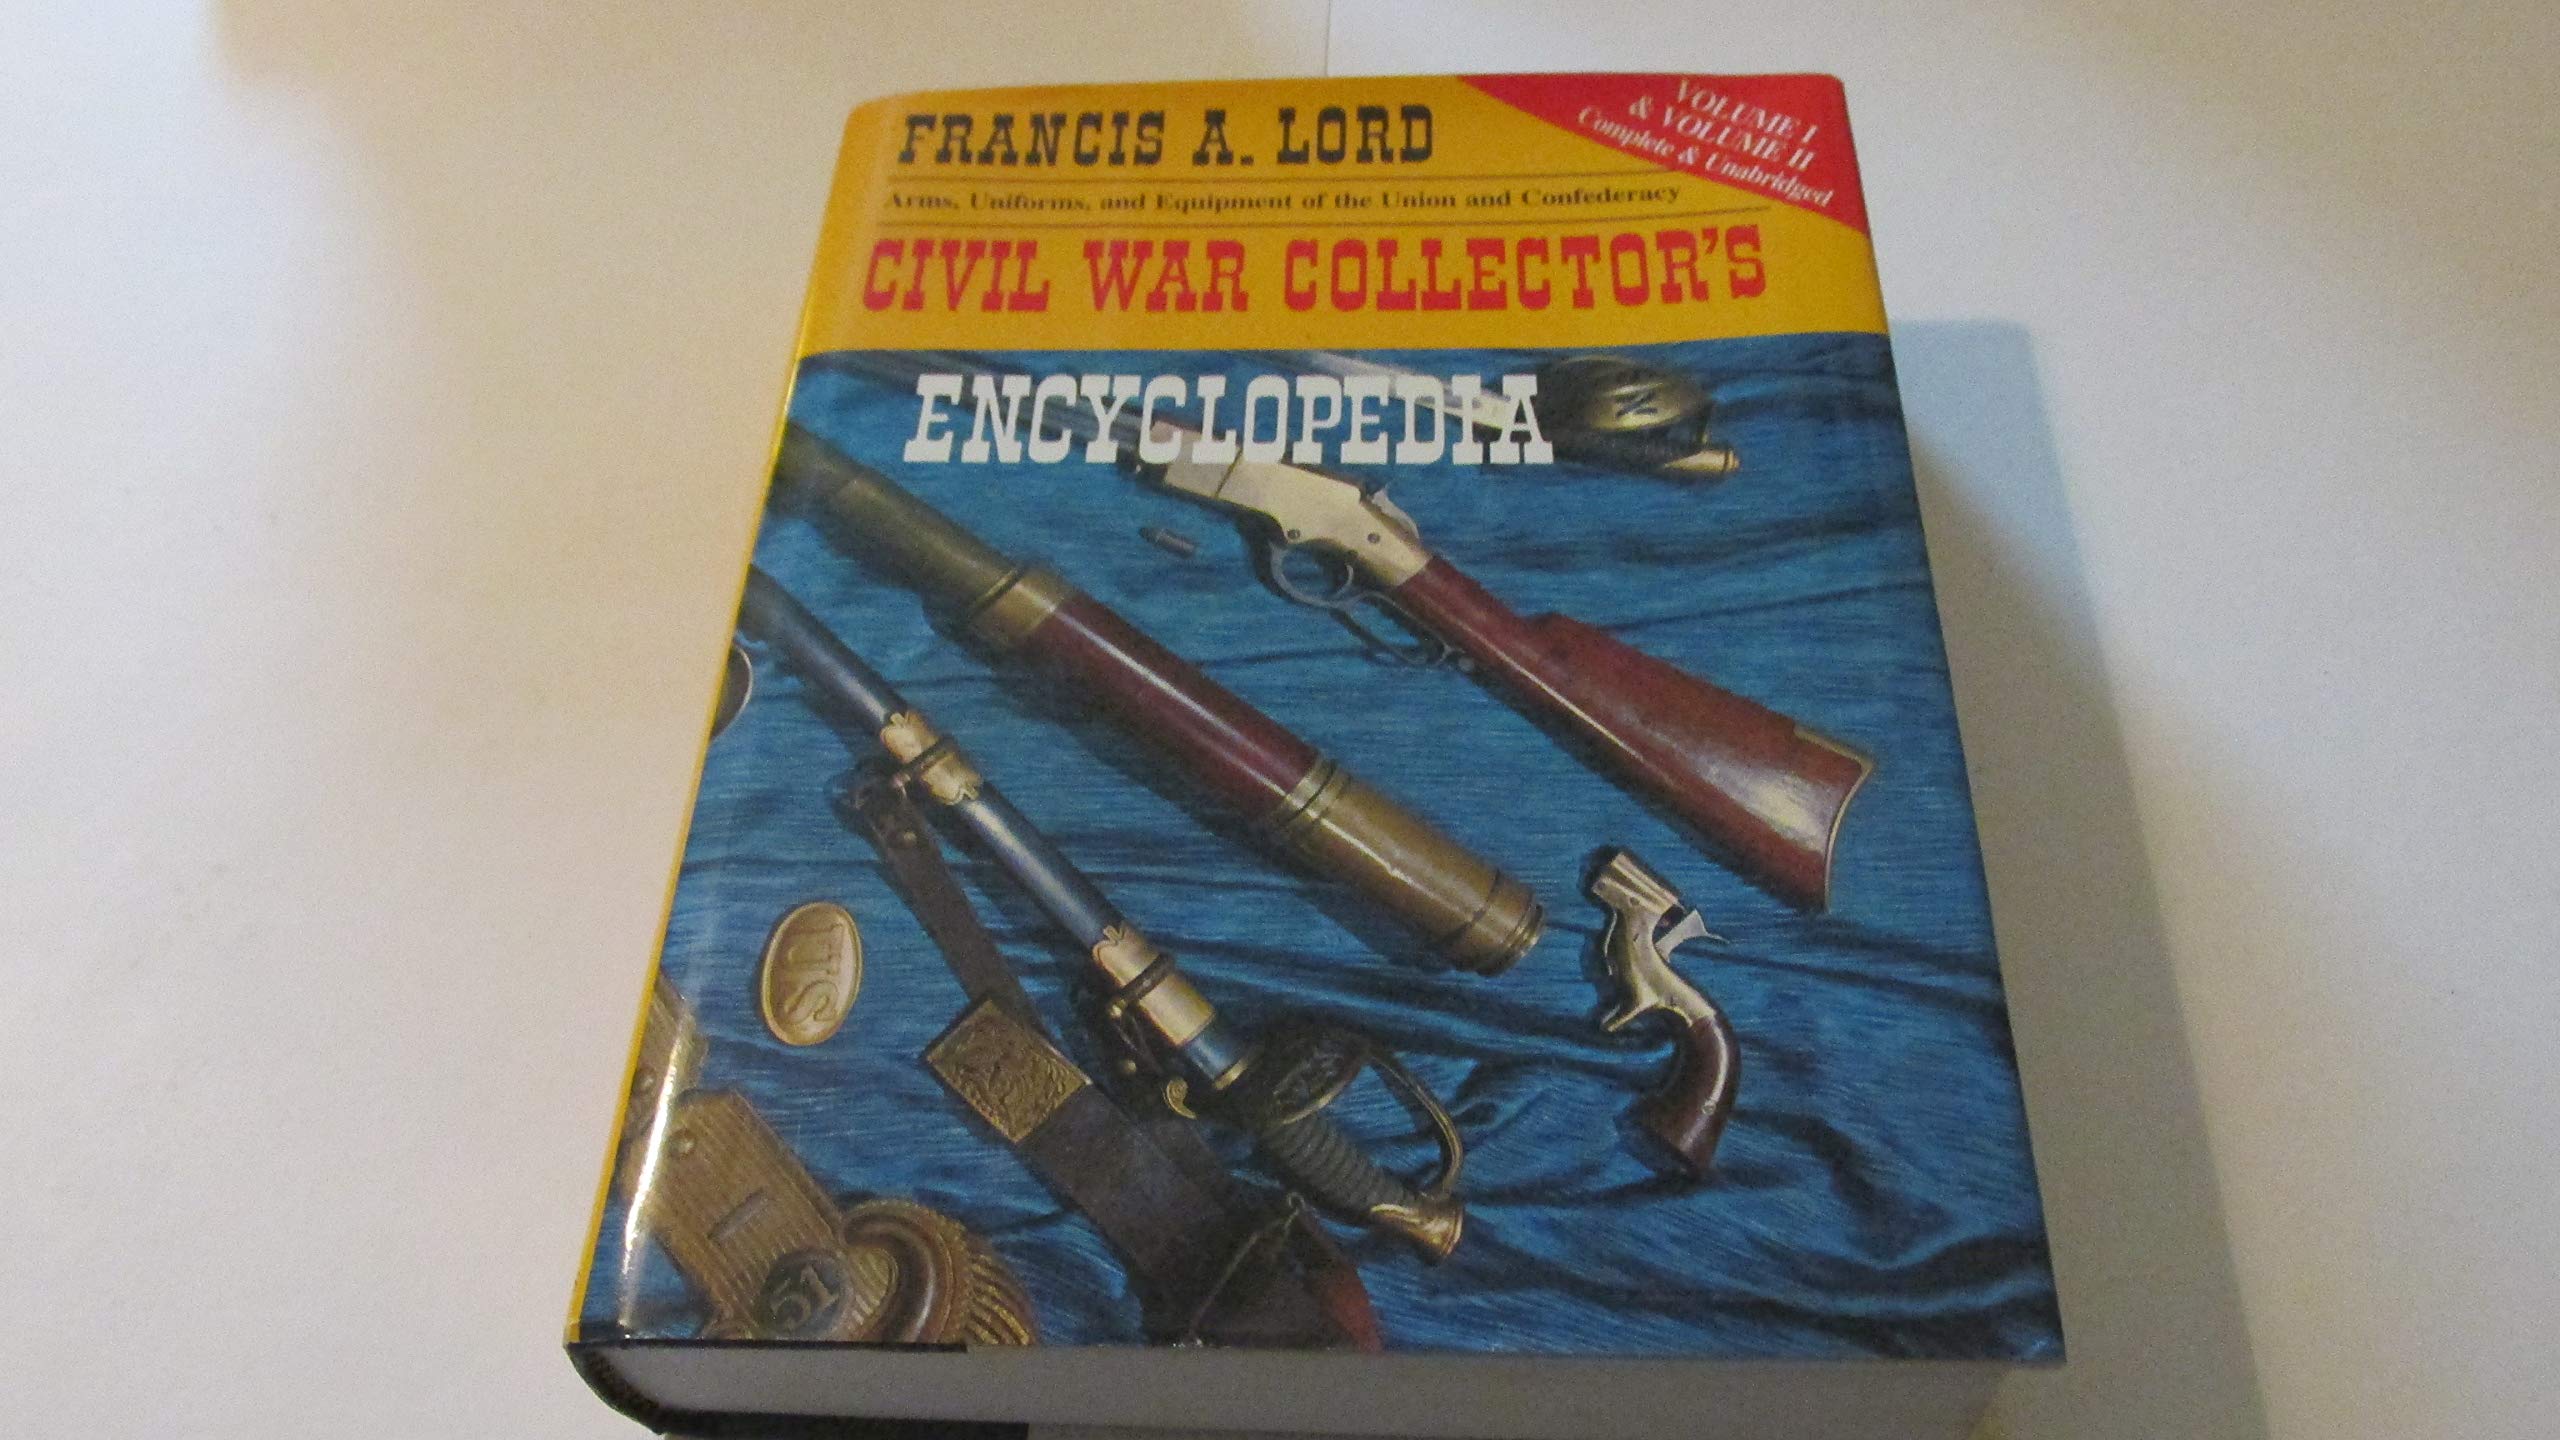 FRANCIS A. LORD
VOLUME I
& VOLUME II
Complete & Unabridged
Arms, Uniforms, and Equipment of the Union and Confederacy
CIVIL WAR COLLECTOR'S
ENCYCLOPEDIA
N
US
51